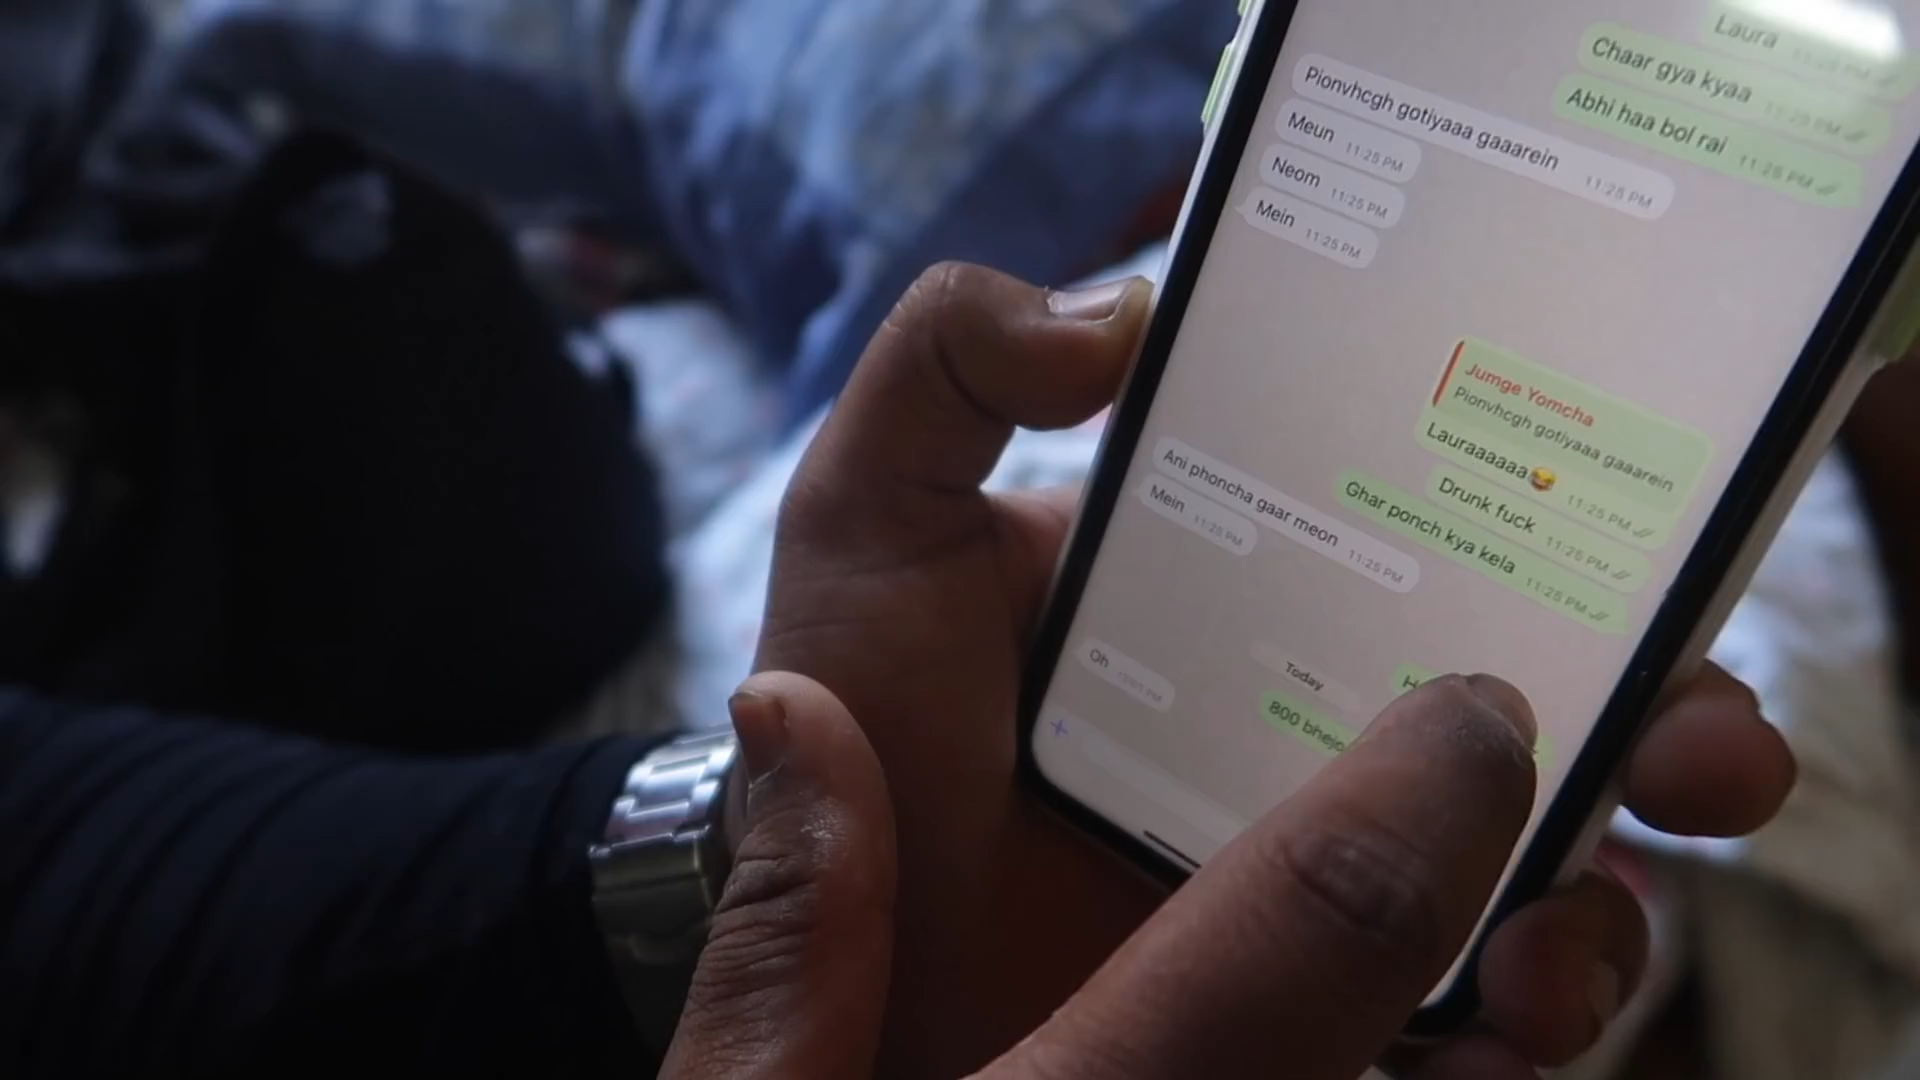 Laura
Chaar gya kyaa
Abhi haa bol rai 11:25 PM
Pionvhcgh gotiyaaa gaaarein 11:25 PM
Meun 11:25 PM
Neom 11:25 PM
Mein 11:25 PM
Jumge Yomcha
Pionvhcgh gotiyaaa gaaarein
Lauraaaaaa😂 11:25 PM
Drunk fuck 11:25 PM
Ghar ponch kya kela 11:25 PM
Ani phoncha gaar meon 11:25 PM
Mein 11:25 PM
Today
800 bhejo
Oh